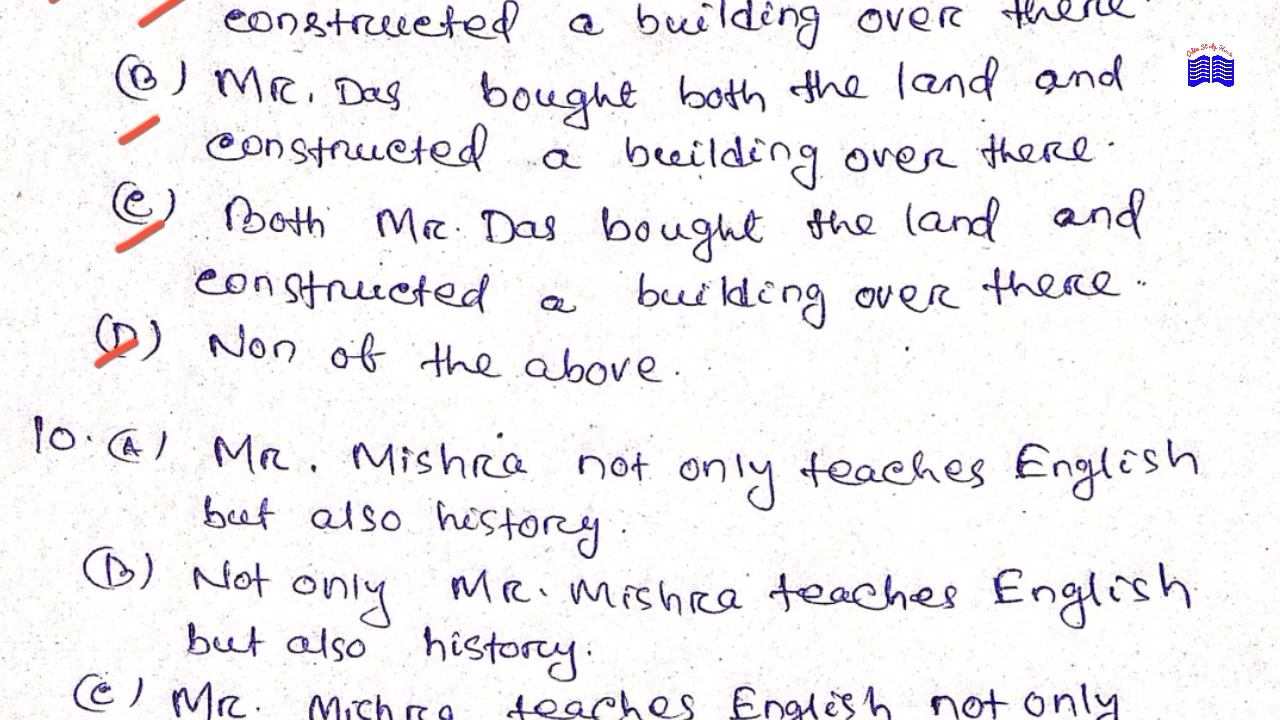 constructed a building over there
(B) Mr. Das bought both the land and
constructed a building over there.
(C) Both Mr. Das bought the land and
constructed a building over there.
(D) Non of the above.
10. (A) Mr. Mishra not only teaches English
but also history.
(B) Not only Mr. Mishra teaches English
but also history.
(C) Mr. Mishra teaches English not only